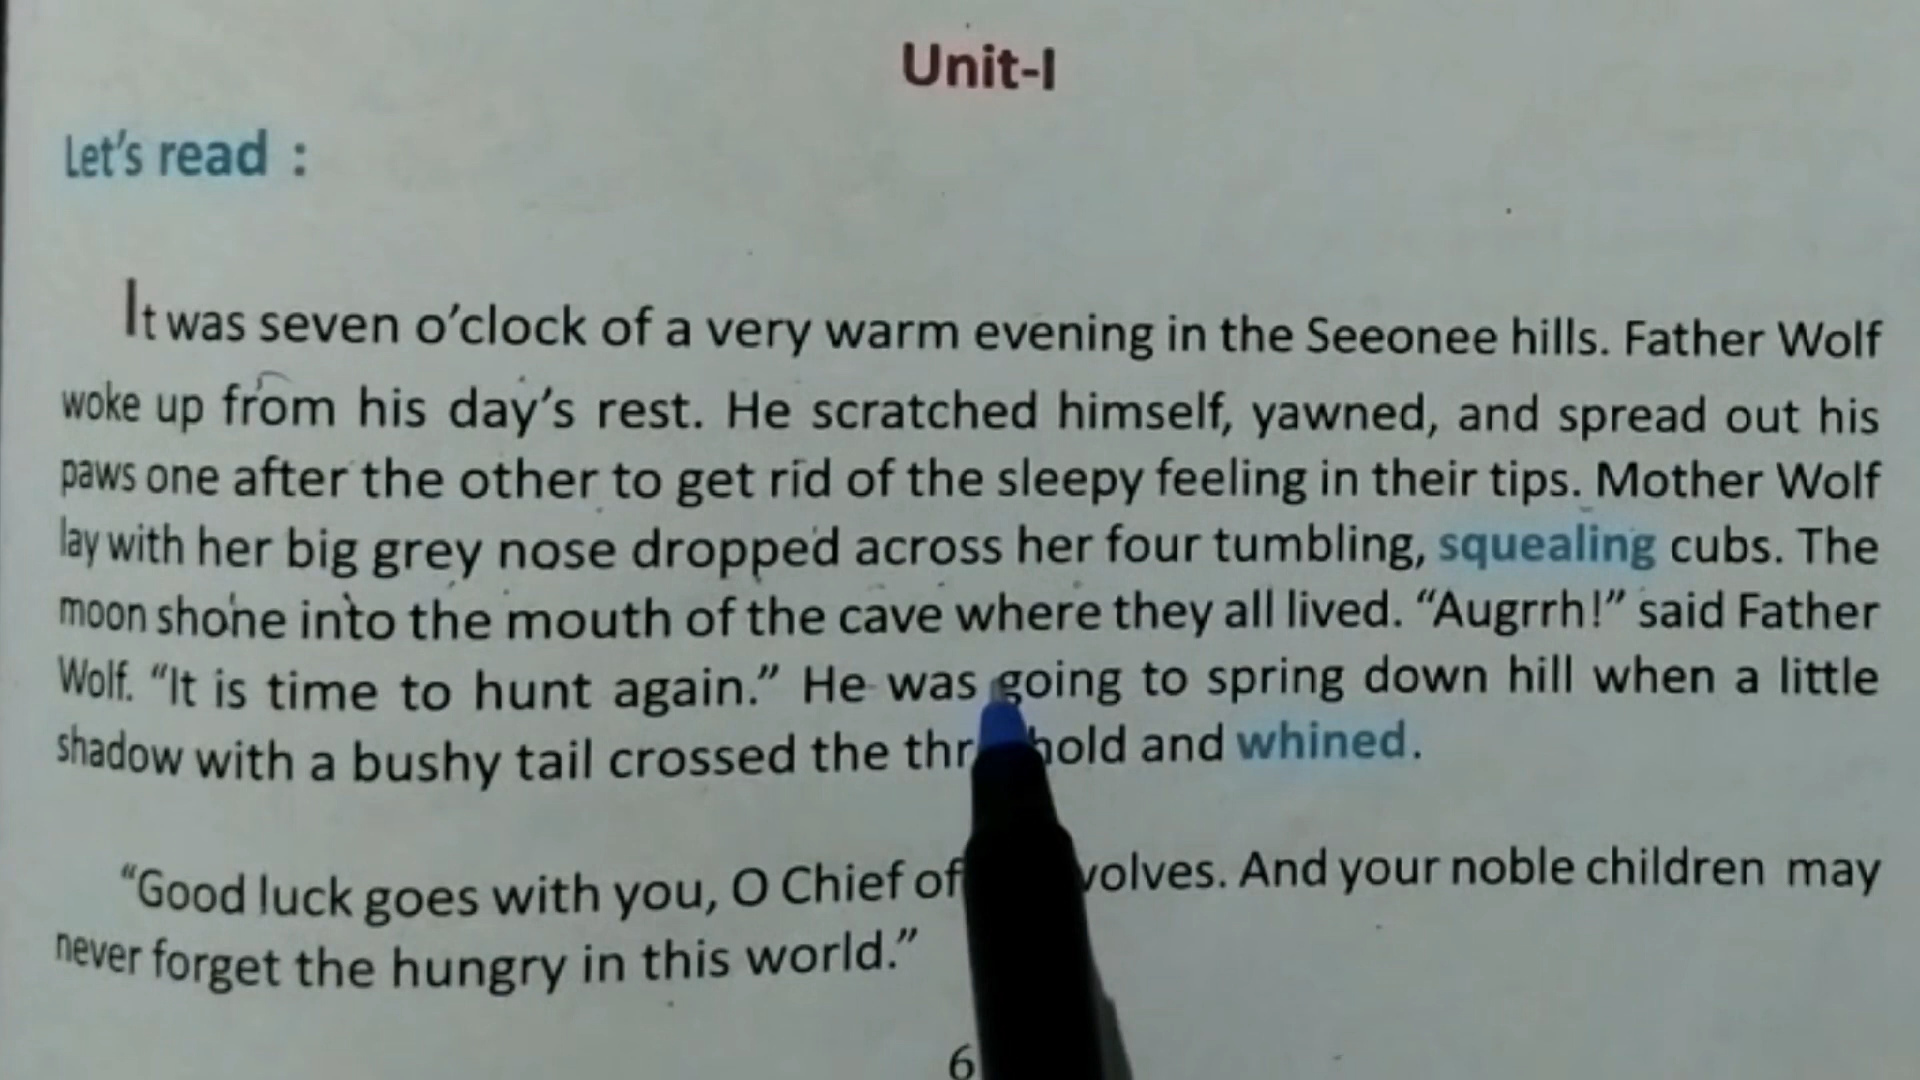 Unit-I
Let's read :
It was seven o'clock of a very warm evening in the Seeonee hills. Father Wolf
woke up from his day's rest. He scratched himself, yawned, and spread out his
paws one after the other to get rid of the sleepy feeling in their tips. Mother Wolf
lay with her big grey nose dropped across her four tumbling, squealing cubs. The
moon shone into the mouth of the cave where they all lived. “Augrrh!” said Father
Wolf. “It is time to hunt again.” He was going to spring down hill when a little
shadow with a bushy tail crossed the and whined.
“Good luck goes with you, O Chief of And your noble children may
never forget the hungry in this world.”
6